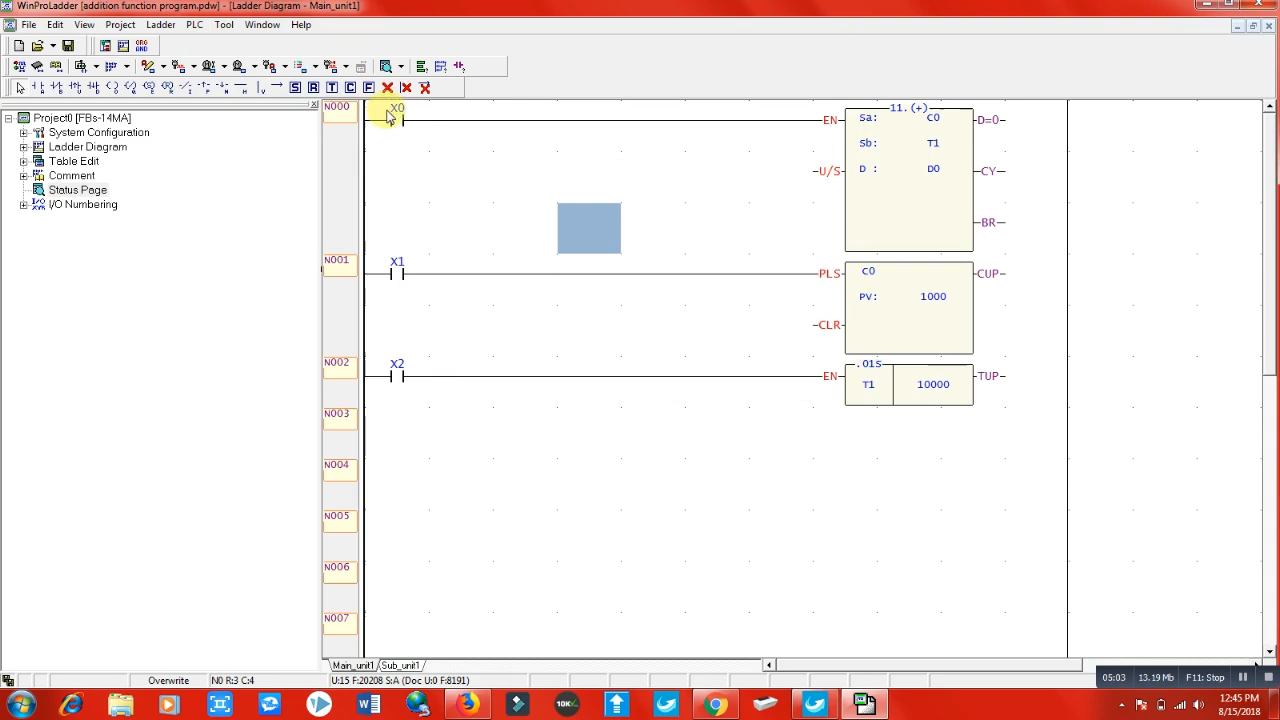 WinProLadder [addition function program.pdw] - [Ladder Diagram - Main_unit1]
File Edit View Project Ladder PLC Tool Window Help
S R T C F
Project0 [FBs-14MA]
System Configuration
Ladder Diagram
Table Edit
Comment
Status Page
I/O Numbering
N000
X0
EN
11.(+)
Sa: C0
Sb: T1
D : D0
U/S
D=0
CY
BR
N001
X1
PLS
C0
PV: 1000
CLR
CUP
N002
X2
EN
.01S
T1 10000
TUP
N003
N004
N005
N006
N007
Main_unit1 Sub_unit1
Overwrite N0 R:3 C:4 U:15 F:20208 S:A (Doc U:0 F:8191)
05:03 13.19 Mb F11: Stop
10K
12:45 PM
8/15/2018